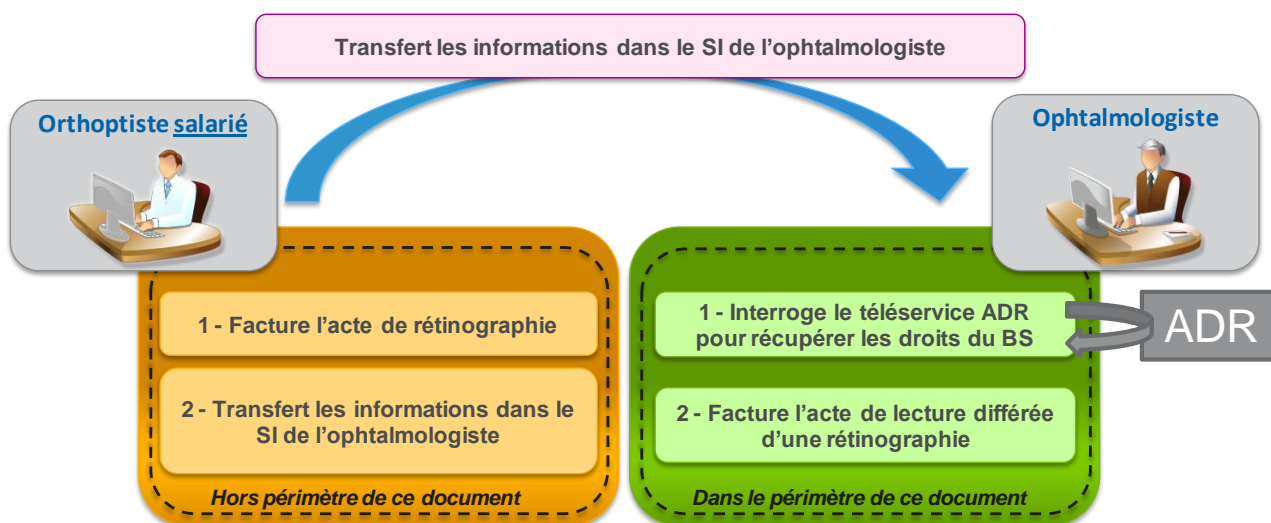 Transfert les informations dans le SI de l’ophtalmologiste
Orthoptiste salarié
Ophtalmologiste
1 - Facture l’acte de rétinographie
2 - Transfert les informations dans le
SI de l’ophtalmologiste
Hors périmètre de ce document
1 - Interroge le téléservice ADR
pour récupérer les droits du BS
ADR
2 - Facture l’acte de lecture différée
d’une rétinographie
Dans le périmètre de ce document